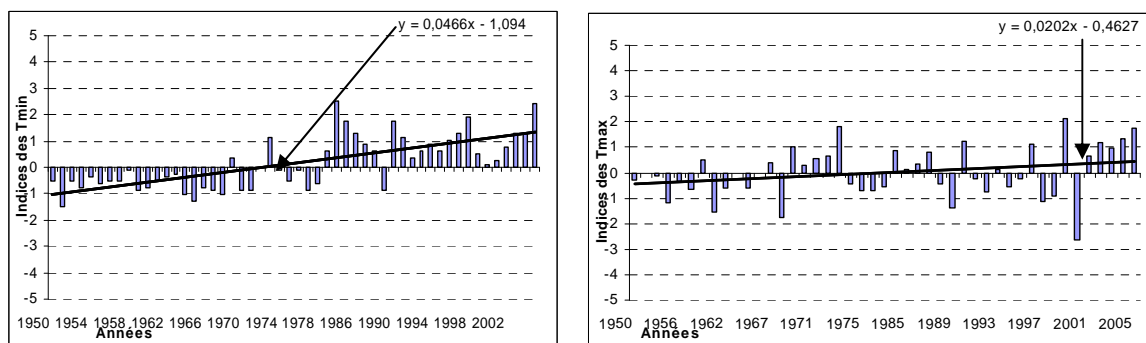 y = 0,0466x - 1,094
5
4
3
2
1
0
-1
-2
-3
-4
-5
Indices des Tmin
1950 1954 1958 1962 1966 1970 1974 1978 1986 1990 1994 1998 2002
Années
y = 0,0202x - 0,4627
5
4
3
2
1
0
-1
-2
-3
-4
-5
Indices des Tmax
1950 1956 1962 1967 1971 1975 1985 1989 1993 1997 2001 2005
Années